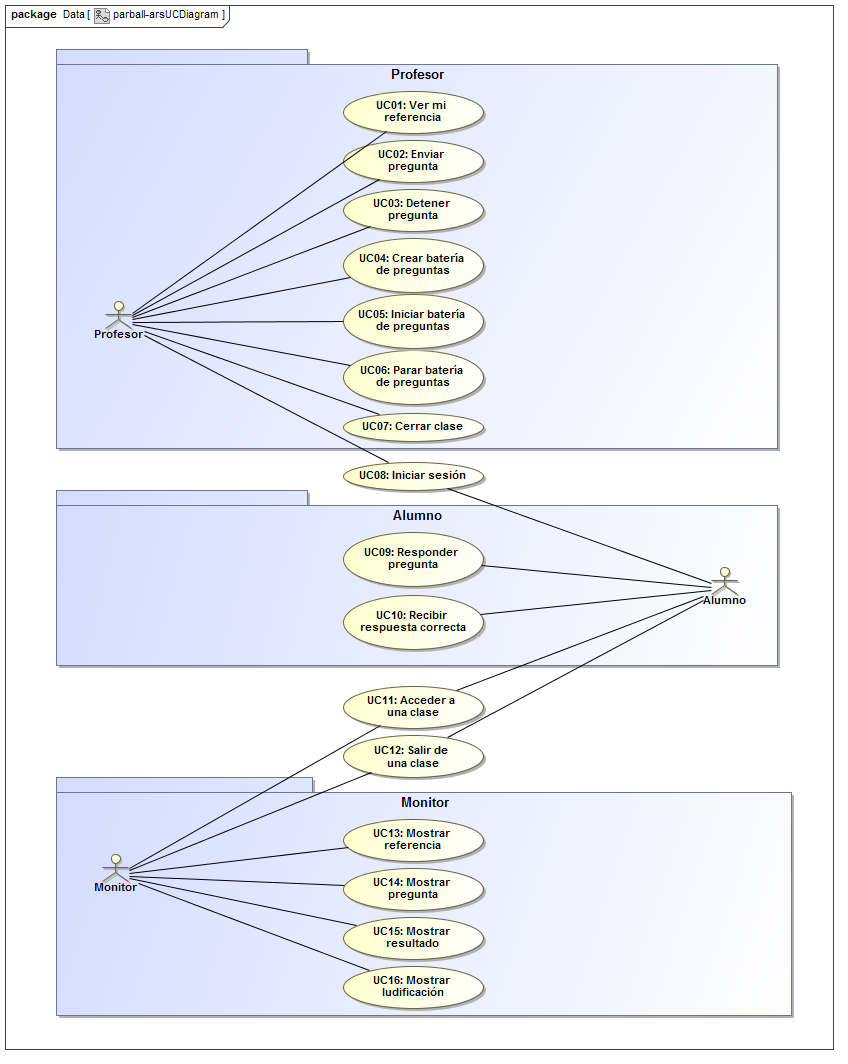 package Data [ parball-arsUCDiagram ]
Profesor
UC01: Ver mi
referencia
UC02: Enviar
pregunta
UC03: Detener
pregunta
UC04: Crear batería
de preguntas
UC05: Iniciar batería
de preguntas
Profesor
UC06: Parar batería
de preguntas
UC07: Cerrar clase
UC08: Iniciar sesión
Alumno
UC09: Responder
pregunta
Alumno
UC10: Recibir
respuesta correcta
UC11: Acceder a
una clase
UC12: Salir de
una clase
Monitor
UC13: Mostrar
referencia
Monitor
UC14: Mostrar
pregunta
UC15: Mostrar
resultado
UC16: Mostrar
ludificación